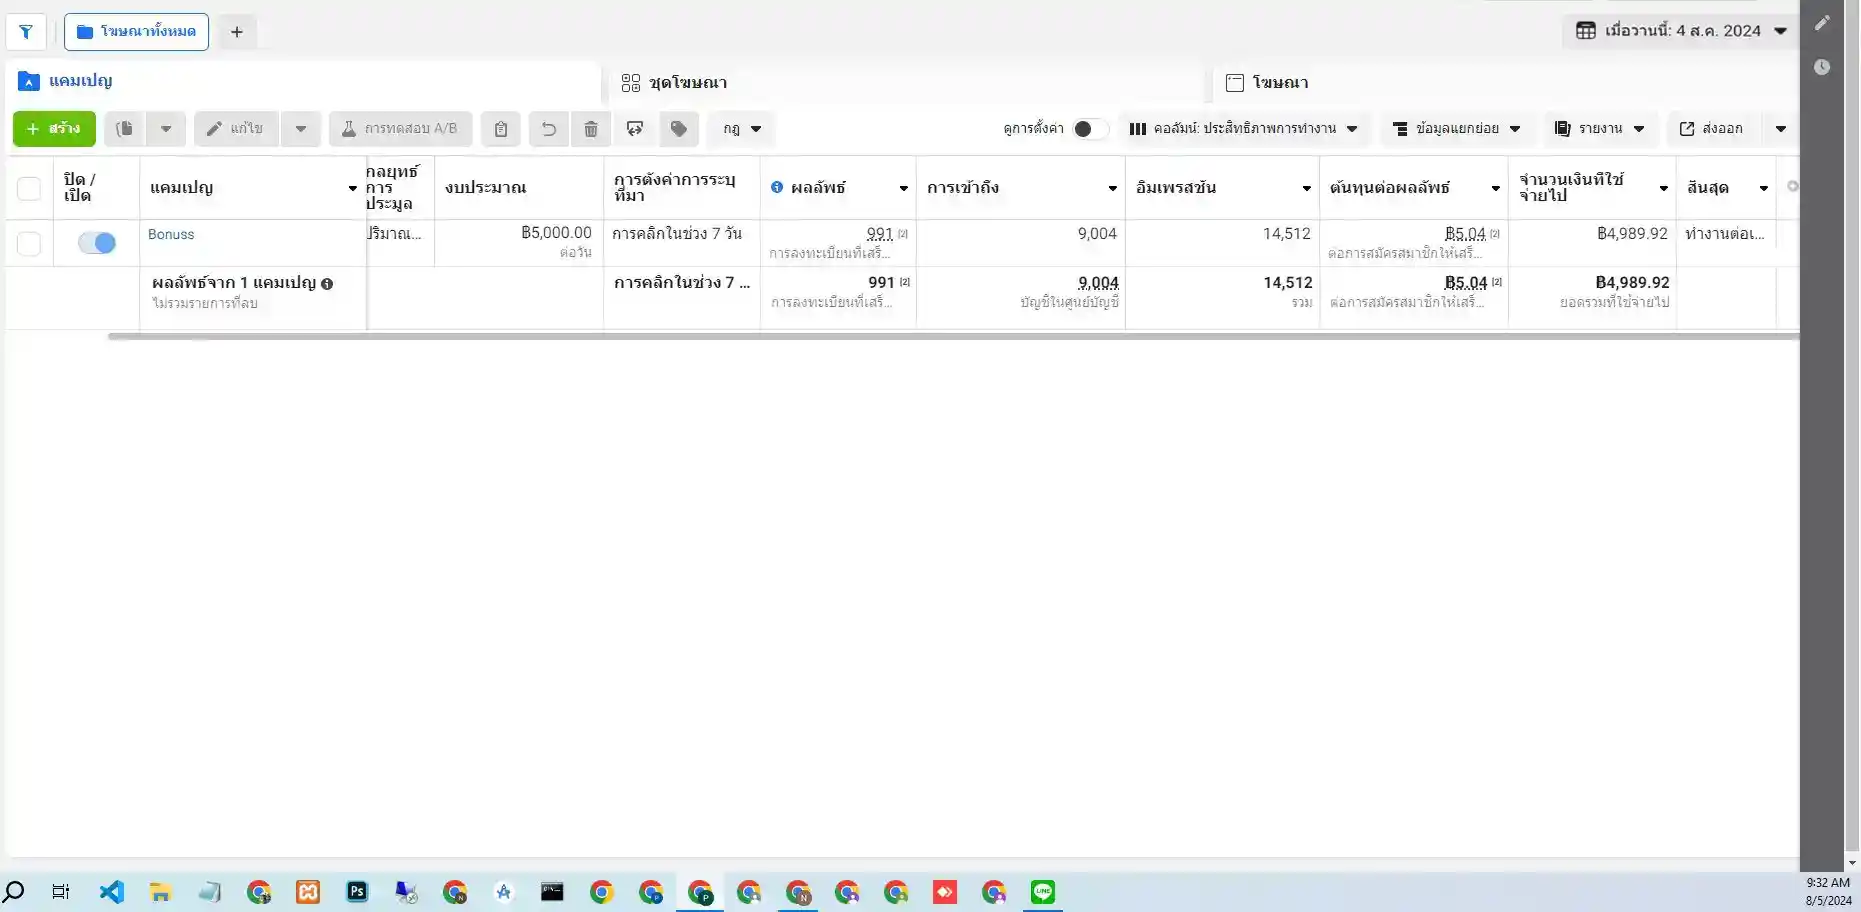 โฆษณาทั้งหมด
+
เมื่อวานนี้: 4 ส.ค. 2024
แคมเปญ
ชุดโฆษณา
โฆษณา
+ สร้าง
แก้ไข
การทดสอบ A/B
กฎ
ดูการตั้งค่า
คอลัมน์: ประสิทธิภาพการทำงาน
ข้อมูลแยกย่อย
รายงาน
ส่งออก
ปิด /
เปิด
แคมเปญ
กลยุทธ์
การ
ประมูล
งบประมาณ
การตั้งค่าการระบุ
ที่มา
ผลลัพธ์
การเข้าถึง
อิมเพรสชัน
ต้นทุนต่อผลลัพธ์
จำนวนเงินที่ใช้
จ่ายไป
สิ้นสุด
Bonuss
ปริมาณ...
฿5,000.00
ต่อวัน
การคลิกในช่วง 7 วัน
991 [2]
การลงทะเบียนที่เสร็...
9,004
14,512
฿5.04 [2]
ต่อการสมัครสมาชิกให้เสร็...
฿4,989.92
ทำงานต่อเ...
ผลลัพธ์จาก 1 แคมเปญ
ไม่รวมรายการที่ลบ
การคลิกในช่วง 7 ...
991 [2]
การลงทะเบียนที่เสร็...
9,004
บัญชีในศูนย์บัญชี
14,512
รวม
฿5.04 [2]
ต่อการสมัครสมาชิกให้เสร็...
฿4,989.92
ยอดรวมที่ใช้จ่ายไป
Ps
LINE
9:32 AM
8/5/2024